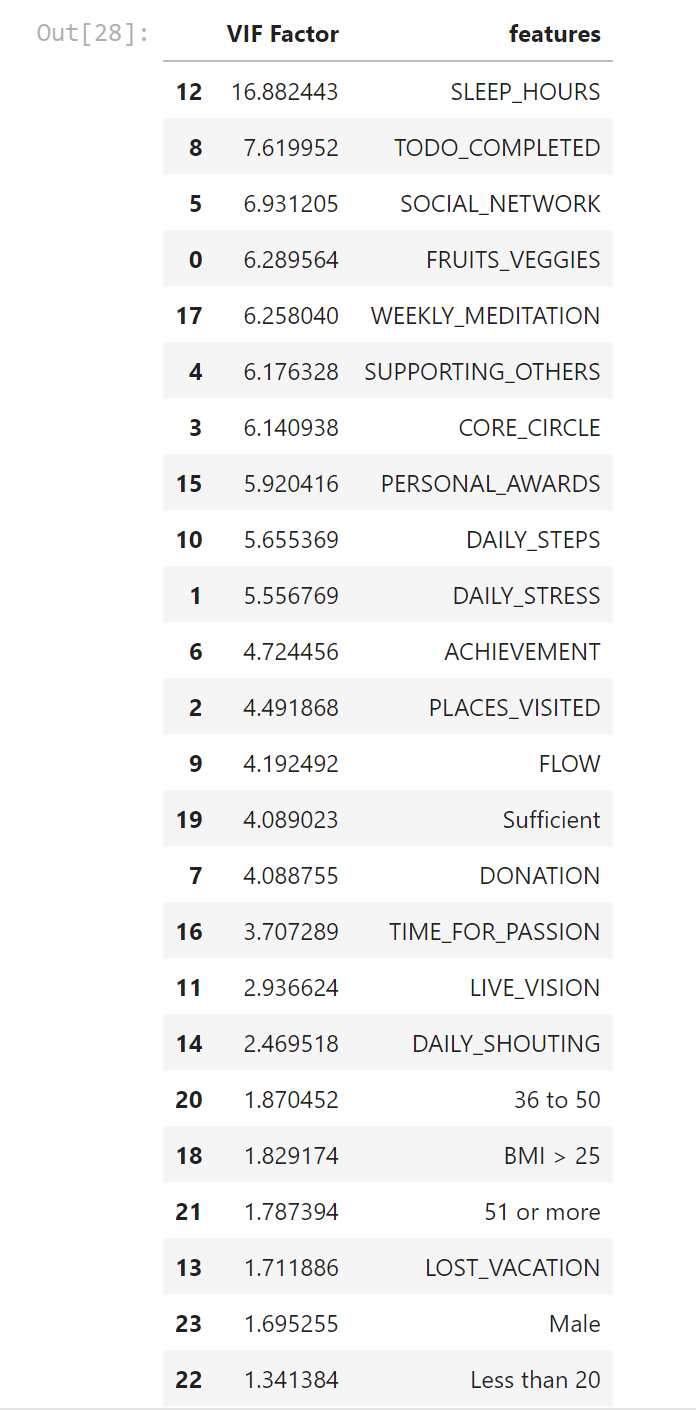 Out[28]:
VIF Factor features
12 16.882443 SLEEP_HOURS
8 7.619952 TODO_COMPLETED
5 6.931205 SOCIAL_NETWORK
0 6.289564 FRUITS_VEGGIES
17 6.258040 WEEKLY_MEDITATION
4 6.176328 SUPPORTING_OTHERS
3 6.140938 CORE_CIRCLE
15 5.920416 PERSONAL_AWARDS
10 5.655369 DAILY_STEPS
1 5.556769 DAILY_STRESS
6 4.724456 ACHIEVEMENT
2 4.491868 PLACES_VISITED
9 4.192492 FLOW
19 4.089023 Sufficient
7 4.088755 DONATION
16 3.707289 TIME_FOR_PASSION
11 2.936624 LIVE_VISION
14 2.469518 DAILY_SHOUTING
20 1.870452 36 to 50
18 1.829174 BMI > 25
21 1.787394 51 or more
13 1.711886 LOST_VACATION
23 1.695255 Male
22 1.341384 Less than 20